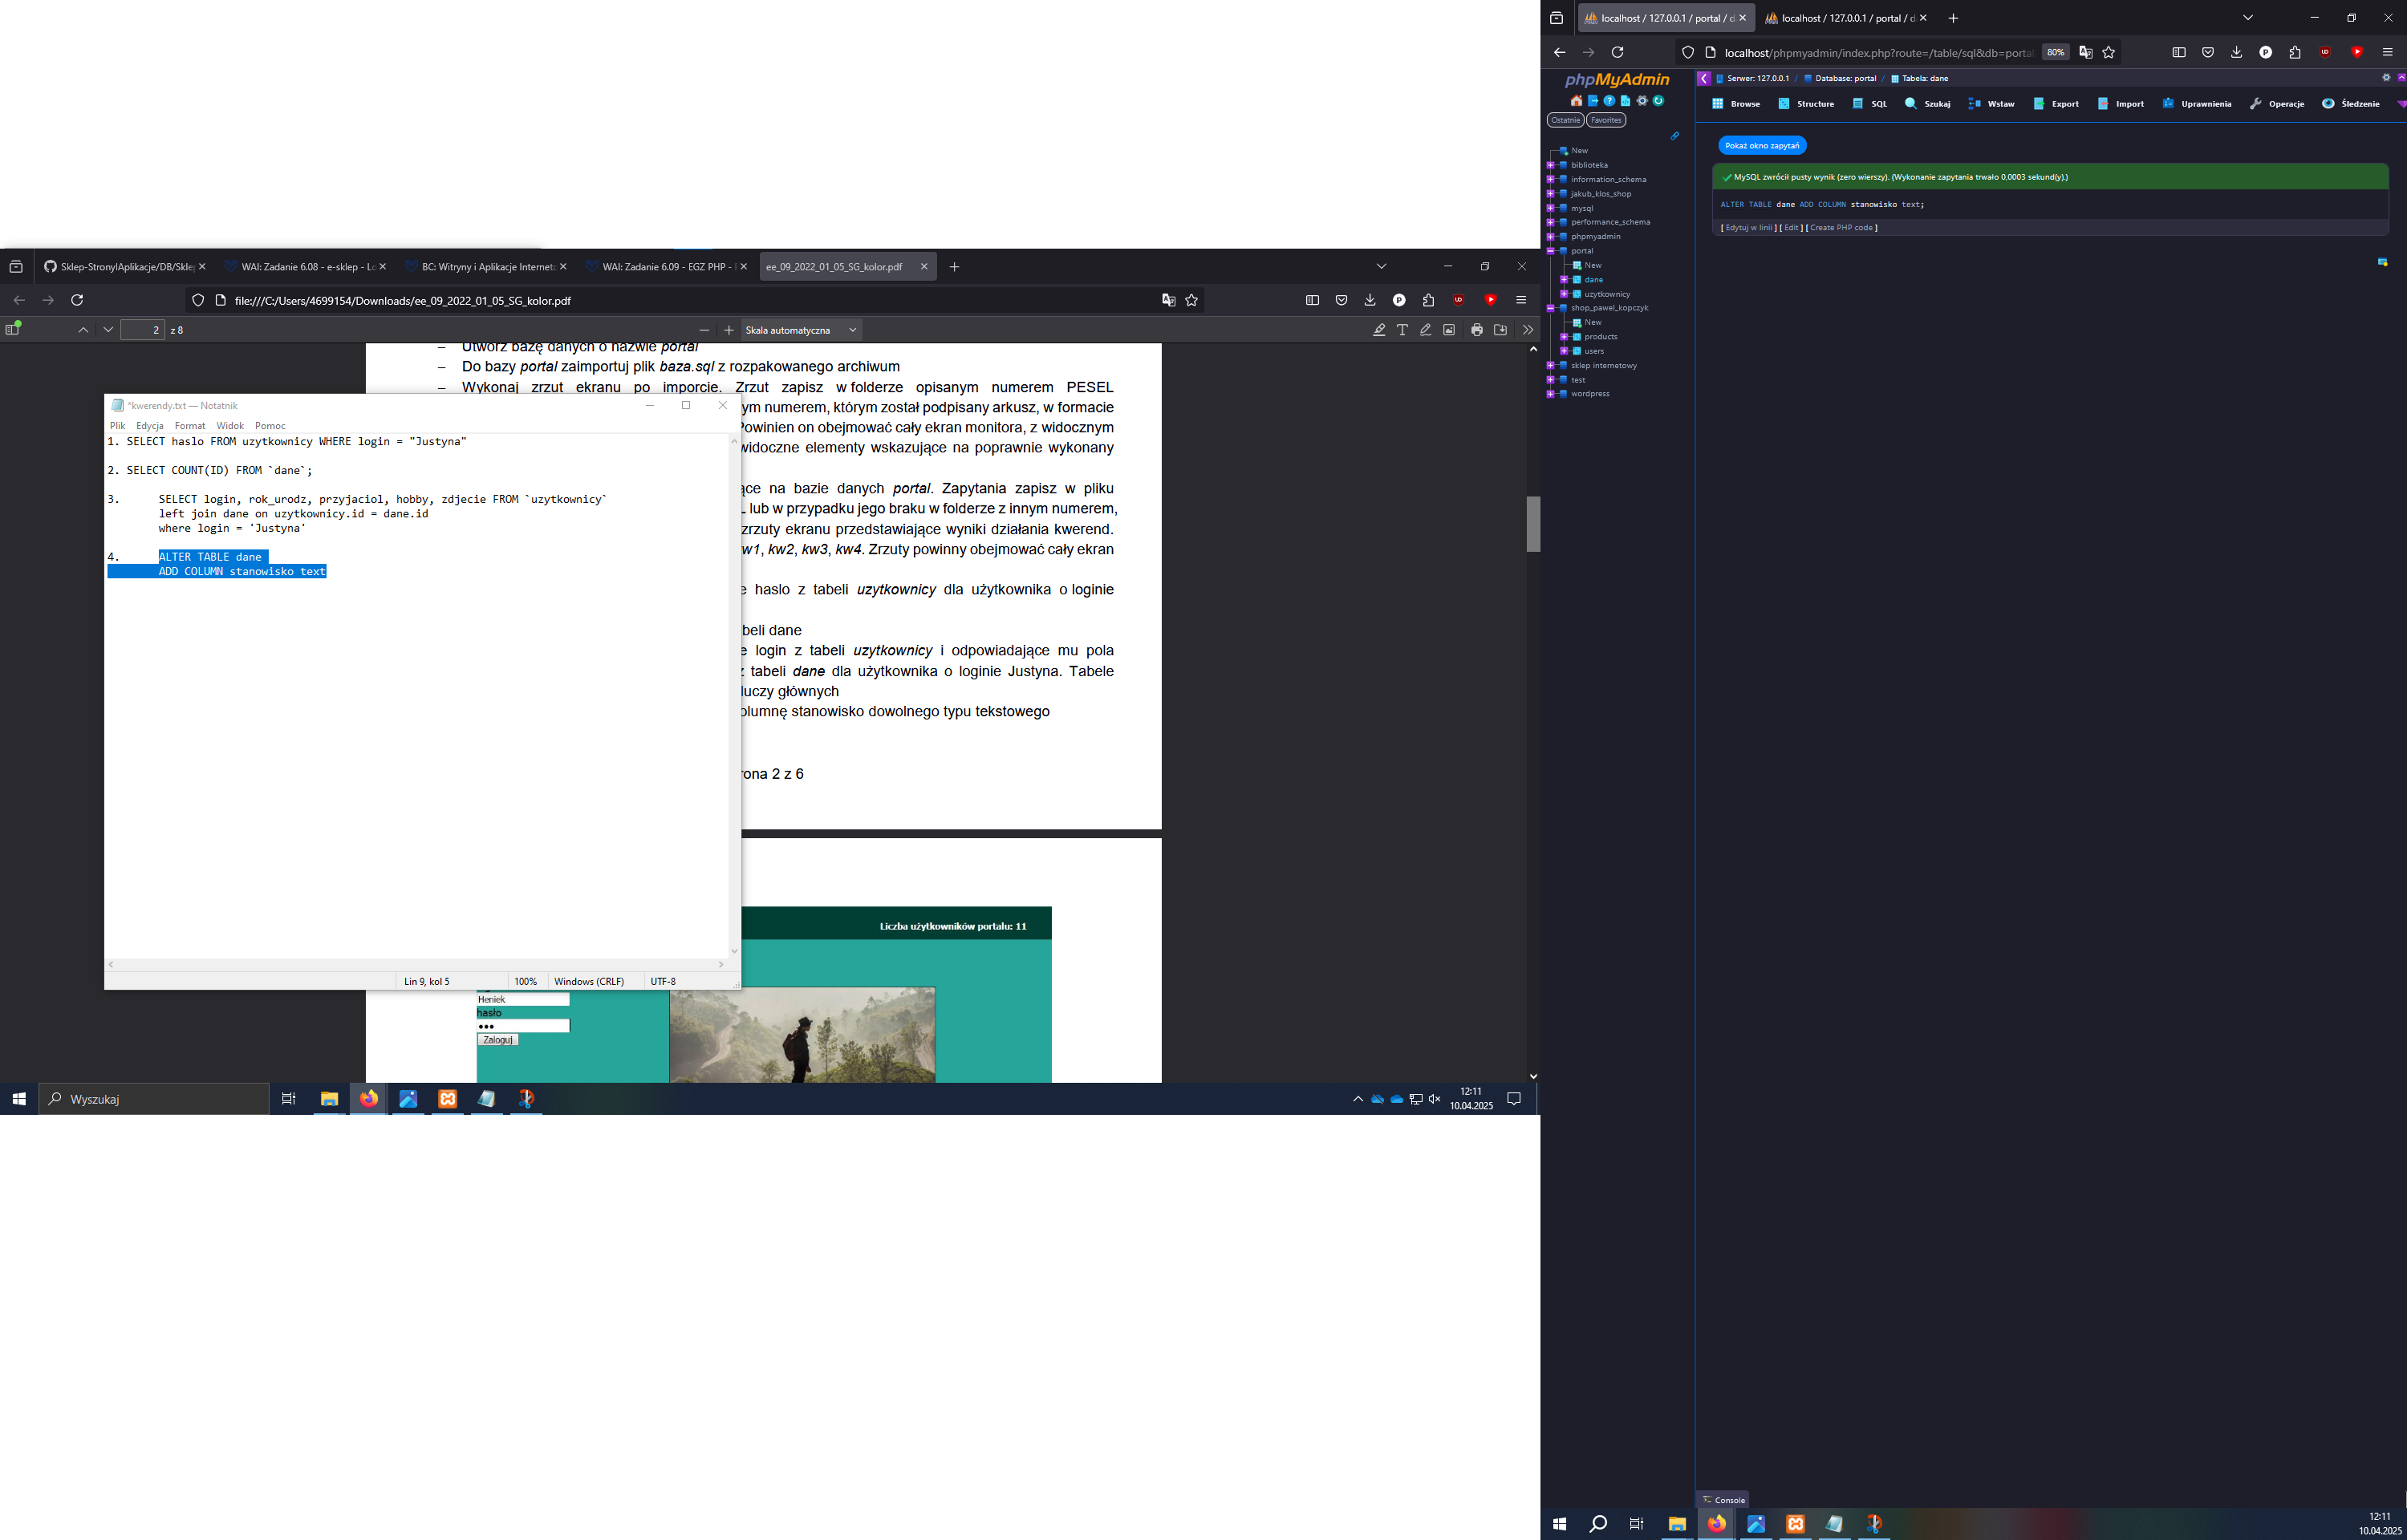 Sklep-StronyIAplikacje/DB/Skle
WAI: Zadanie 6.08 - e-sklep - Lo
BC: Witryny i Aplikacje Interneto
WAI: Zadanie 6.09 - EGZ PHP -
ee_09_2022_01_05_SG_kolor.pdf
file:///C:/Users/4699154/Downloads/ee_09_2022_01_05_SG_kolor.pdf
2 z 8
Skala automatyczna
– Utwórz bazę danych o nazwie portal
– Do bazy portal zaimportuj plik baza.sql z rozpakowanego archiwum
– Wykonaj zrzut ekranu po imporcie. Zrzut zapisz w folderze opisanym numerem PESEL
ym numerem, którym został podpisany arkusz, w formacie
Powinien on obejmować cały ekran monitora, z widocznym
widoczne elementy wskazujące na poprawnie wykonany
ące na bazie danych portal. Zapytania zapisz w pliku
L lub w przypadku jego braku w folderze z innym numerem,
zrzuty ekranu przedstawiające wyniki działania kwerend.
w1, kw2, kw3, kw4. Zrzuty powinny obejmować cały ekran
e haslo z tabeli uzytkownicy dla użytkownika o loginie
beli dane
e login z tabeli uzytkownicy i odpowiadające mu pola
z tabeli dane dla użytkownika o loginie Justyna. Tabele
luczy głównych
olumnę stanowisko dowolnego typu tekstowego
rona 2 z 6
*kwerendy.txt — Notatnik
Plik Edycja Format Widok Pomoc
1. SELECT haslo FROM uzytkownicy WHERE login = "Justyna"
2. SELECT COUNT(ID) FROM `dane`;
3. SELECT login, rok_urodz, przyjaciol, hobby, zdjecie FROM `uzytkownicy`
left join dane on uzytkownicy.id = dane.id
where login = 'Justyna'
4. ALTER TABLE dane
ADD COLUMN stanowisko text
Lin 9, kol 5 100% Windows (CRLF) UTF-8
Liczba użytkowników portalu: 11
Heniek
hasło
Zaloguj
Wyszukaj
12:11
10.04.2025
localhost / 127.0.0.1 / portal / d
localhost / 127.0.0.1 / portal / d
localhost/phpmyadmin/index.php?route=/table/sql&db=porta
80%
phpMyAdmin
Ostatnie Favorites
New
biblioteka
information_schema
jakub_klos_shop
mysql
performance_schema
phpmyadmin
portal
New
dane
uzytkownicy
shop_pawel_kopczyk
New
products
users
sklep internetowy
test
wordpress
Serwer: 127.0.0.1 / Database: portal / Tabela: dane
Browse Structure SQL Szukaj Wstaw Export Import Uprawnienia Operacje Śledzenie
Pokaż okno zapytań
MySQL zwrócił pusty wynik (zero wierszy). (Wykonanie zapytania trwało 0,0003 sekund(y).)
ALTER TABLE dane ADD COLUMN stanowisko text;
[ Edytuj w linii ] [ Edit ] [ Create PHP code ]
Console
12:11
10.04.2025